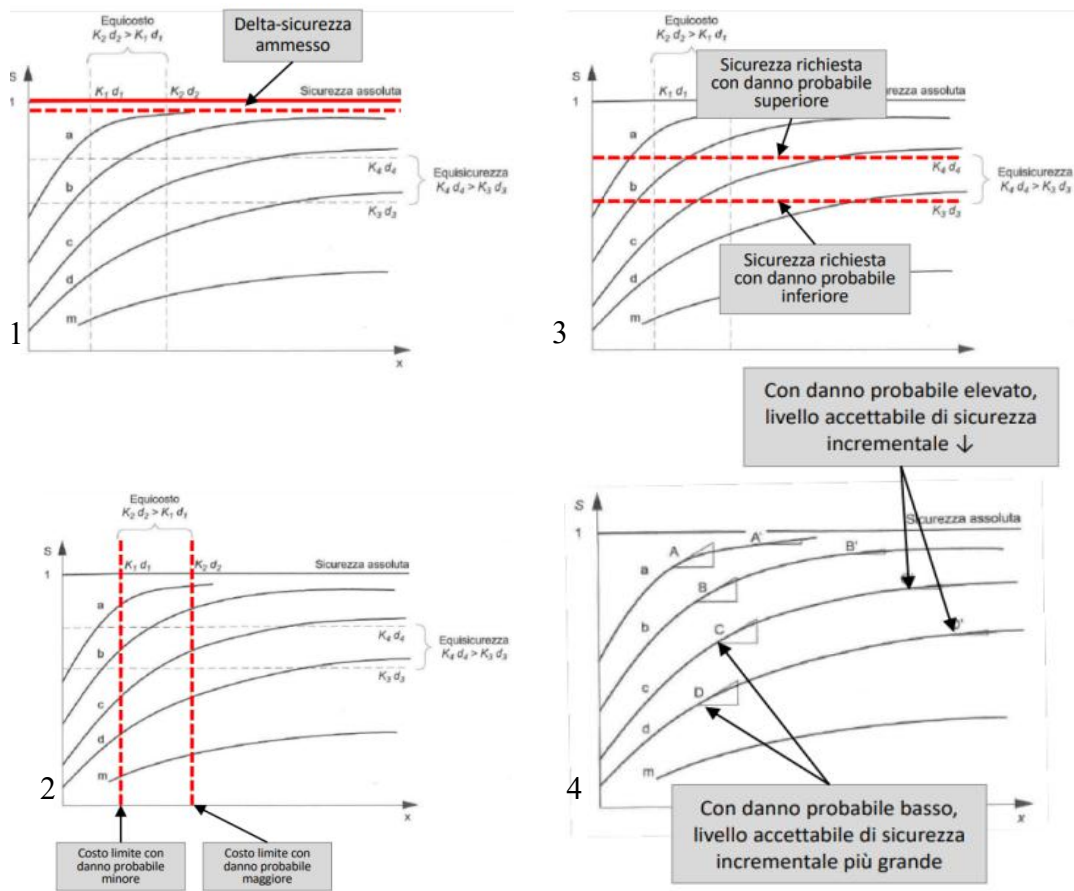 Equicosto
K₂ d₂ > K₁ d₁
Delta-sicurezza
ammesso
S
K₁ d₁
K₂ d₂
Sicurezza assoluta
1
a
b
K₄ d₄
Equisicurezza
K₄ d₄ > K₃ d₃
K₃ d₃
c
d
m
1
x
Equicosto
K₂ d₂ > K₁ d₁
Sicurezza richiesta
con danno probabile
superiore
S
K₁ d₁
curezza assoluta
1
a
b
K₄ d₄
Equisicurezza
K₄ d₄ > K₃ d₃
K₃ d₃
c
d
Sicurezza richiesta
con danno probabile
inferiore
m
3
Equicosto
K₂ d₂ > K₁ d₁
S
K₁ d₁
K₂ d₂
Sicurezza assoluta
1
a
b
K₄ d₄
Equisicurezza
K₄ d₄ > K₃ d₃
K₃ d₃
c
d
m
2
x
Costo limite con
danno probabile
minore
Costo limite con
danno probabile
maggiore
Con danno probabile elevato,
livello accettabile di sicurezza
incrementale ↓
S
Sicurezza assoluta
1
A
A'
B'
a
B
b
C
c
D
d
m
4
x
Con danno probabile basso,
livello accettabile di sicurezza
incrementale più grande